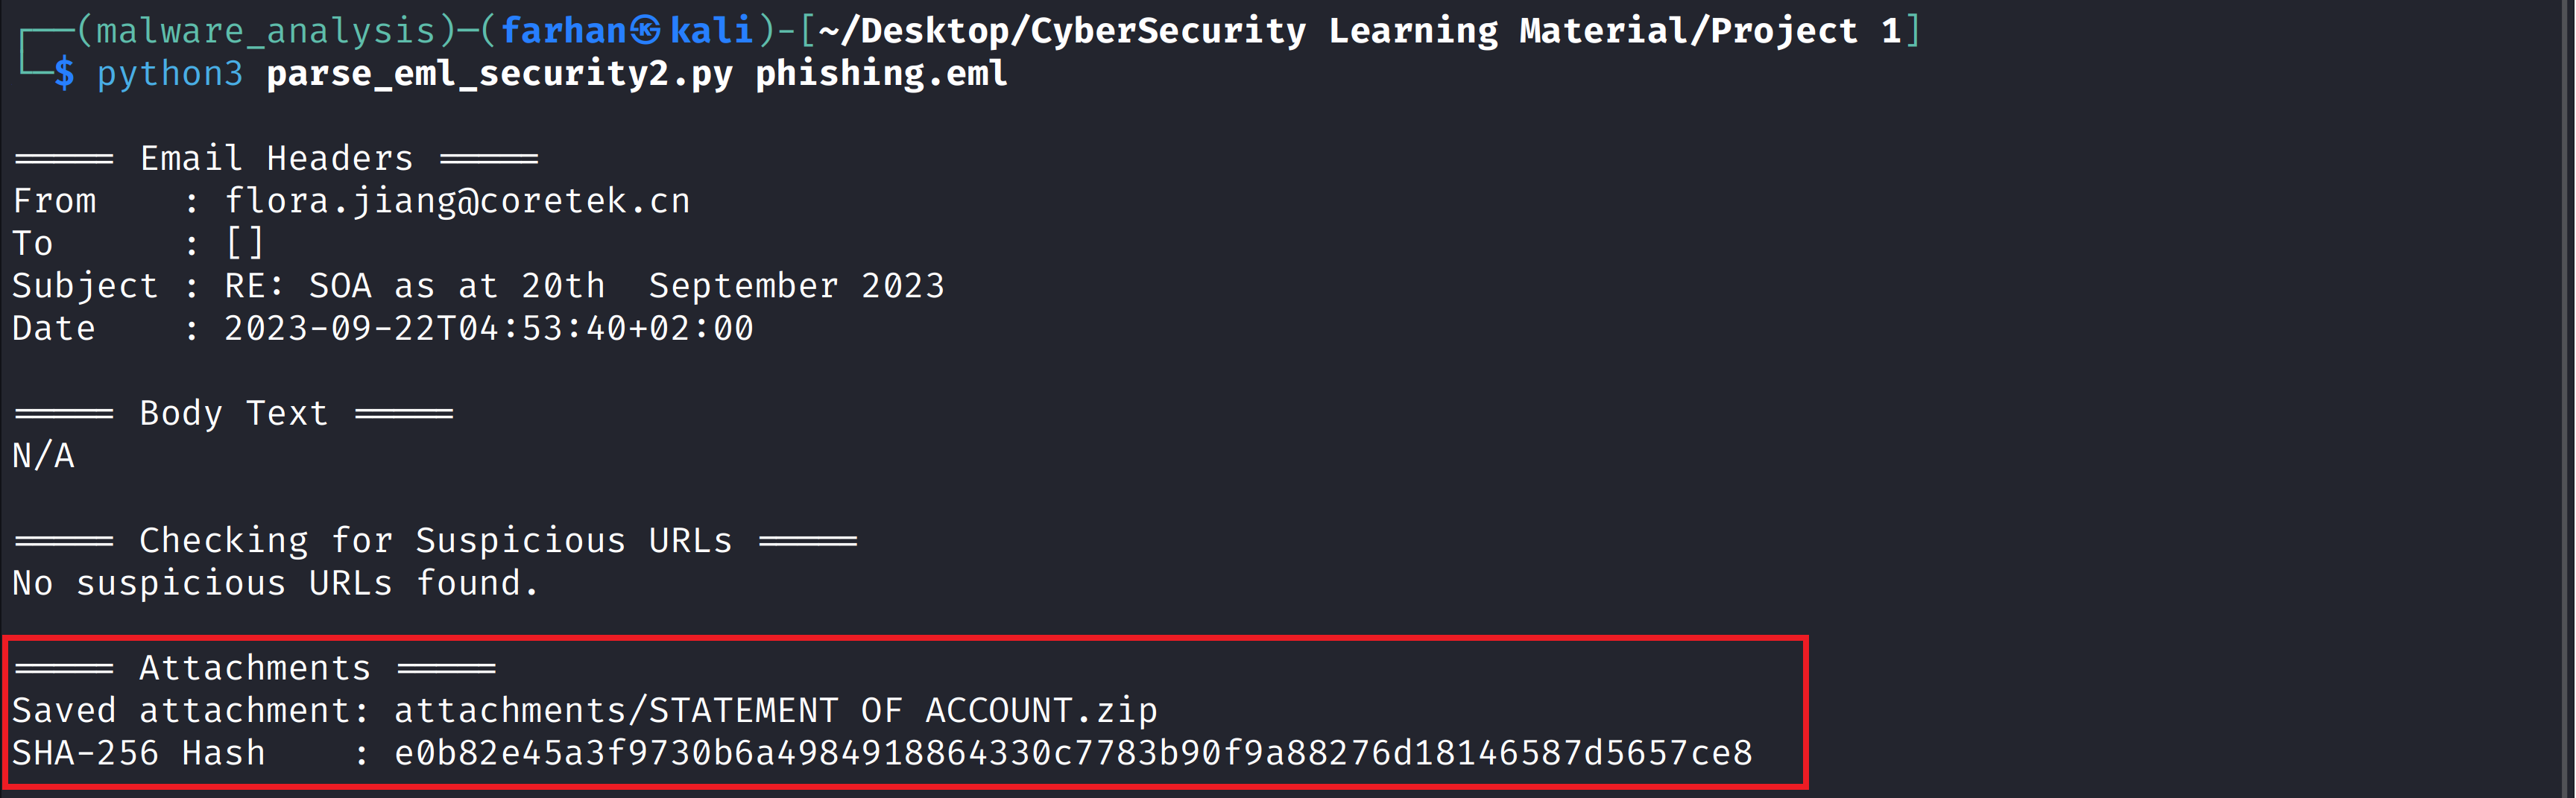 ┌──(malware_analysis)─(farhan㉿kali)-[~/Desktop/CyberSecurity Learning Material/Project 1]
└─$ python3 parse_eml_security2.py phishing.eml
===== Email Headers =====
From    : flora.jiang@coretek.cn
To      : []
Subject : RE: SOA as at 20th  September 2023
Date    : 2023-09-22T04:53:40+02:00
===== Body Text =====
N/A
===== Checking for Suspicious URLs =====
No suspicious URLs found.
===== Attachments =====
Saved attachment: attachments/STATEMENT OF ACCOUNT.zip
SHA-256 Hash    : e0b82e45a3f9730b6a4984918864330c7783b90f9a88276d18146587d5657ce8